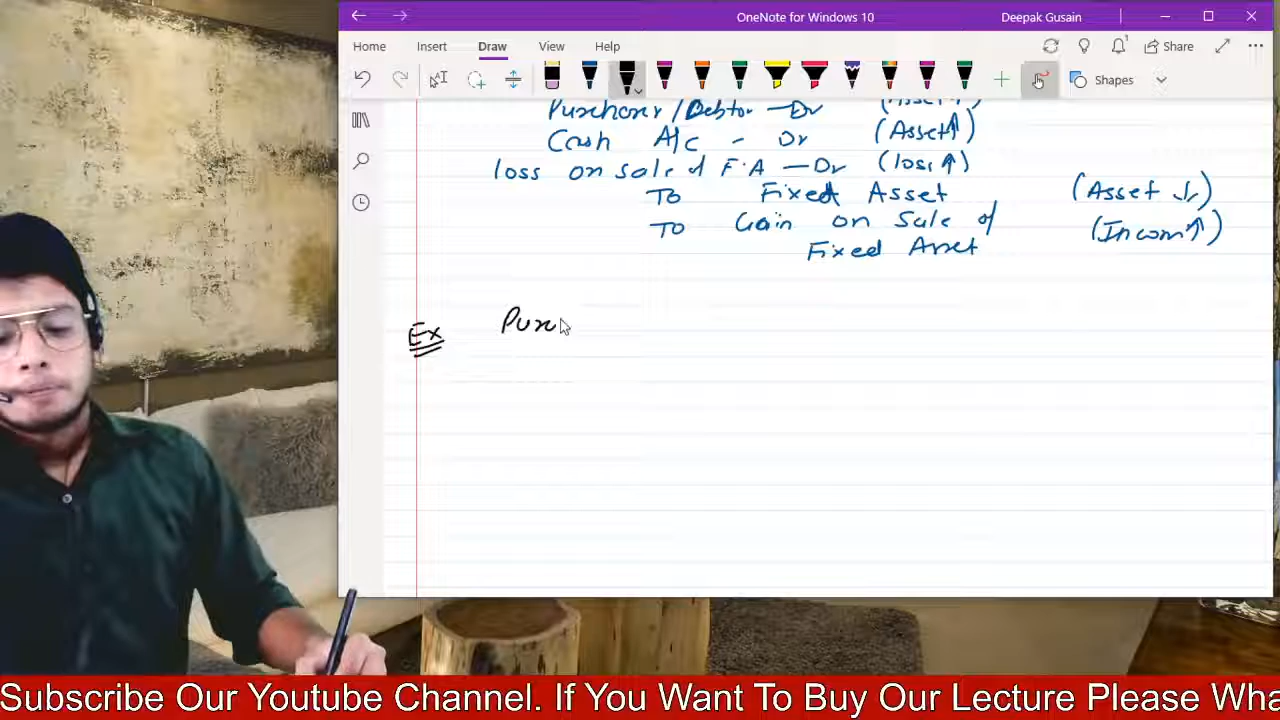 OneNote for Windows 10
Deepak Gusain
Home Insert Draw View Help
Share
Shapes
Purchaser/Debtor — Dr
Cash A/c - Dr (Asset↑)
loss on sale of F.A — Dr (loss↑)
To Fixed Asset (Asset ↓)
To Gain on Sale of (Incom↑)
Fixed Asset
Ex Purc
Subscribe Our Youtube Channel. If You Want To Buy Our Lecture Please Wha